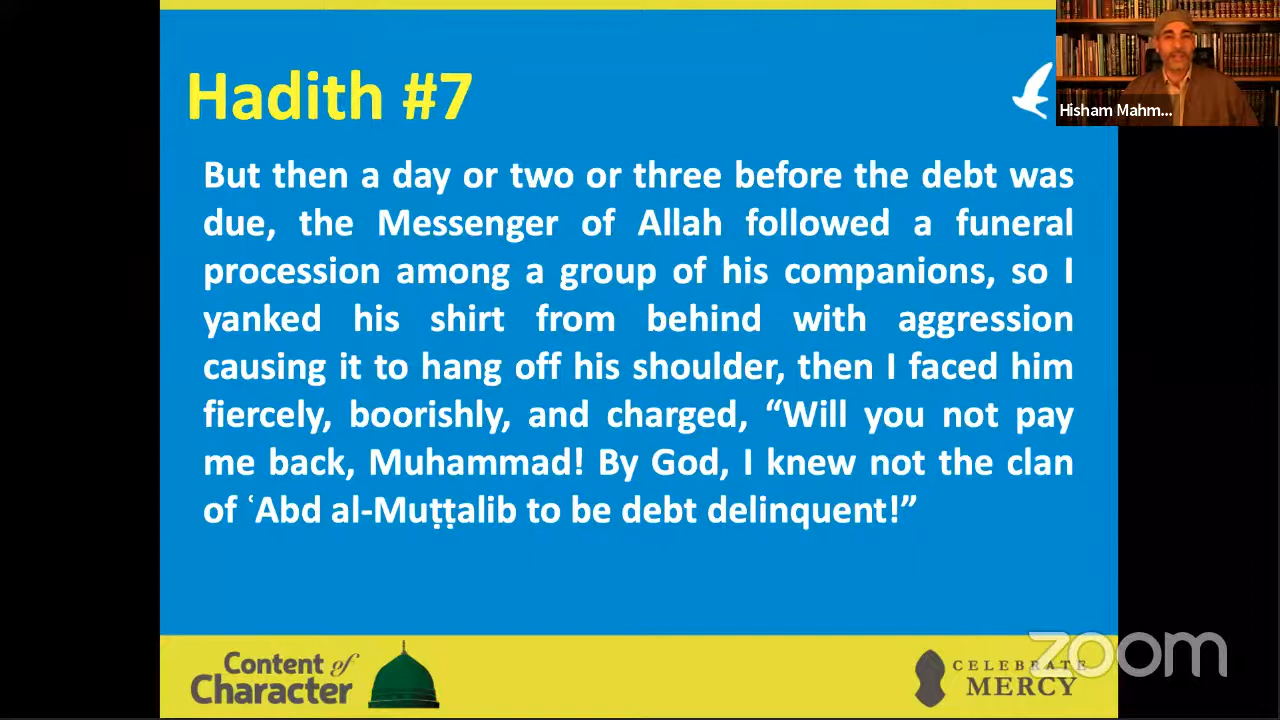 Hadith #7
Hisham Mahm...
But then a day or two or three before the debt was
due, the Messenger of Allah followed a funeral
procession among a group of his companions, so I
yanked his shirt from behind with aggression
causing it to hang off his shoulder, then I faced him
fiercely, boorishly, and charged, “Will you not pay
me back, Muhammad! By God, I knew not the clan
of ʿAbd al-Muṭṭalib to be debt delinquent!”
Content of
Character
CELEBRATE
MERCY
zoom